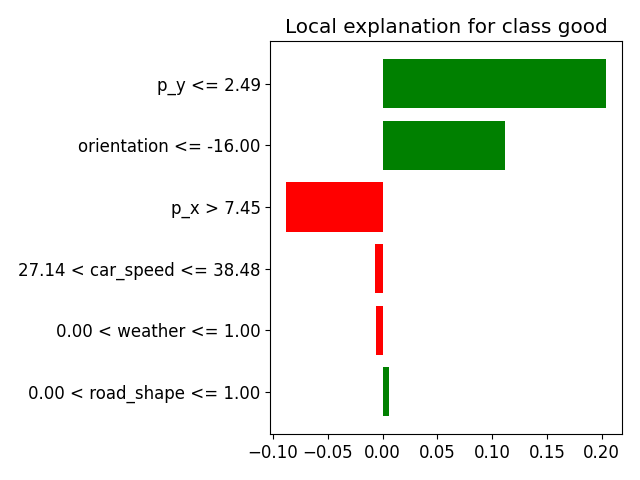 Local explanation for class good
p_y <= 2.49
orientation <= -16.00
p_x > 7.45
27.14 < car_speed <= 38.48
0.00 < weather <= 1.00
0.00 < road_shape <= 1.00
−0.10 −0.05 0.00 0.05 0.10 0.15 0.20